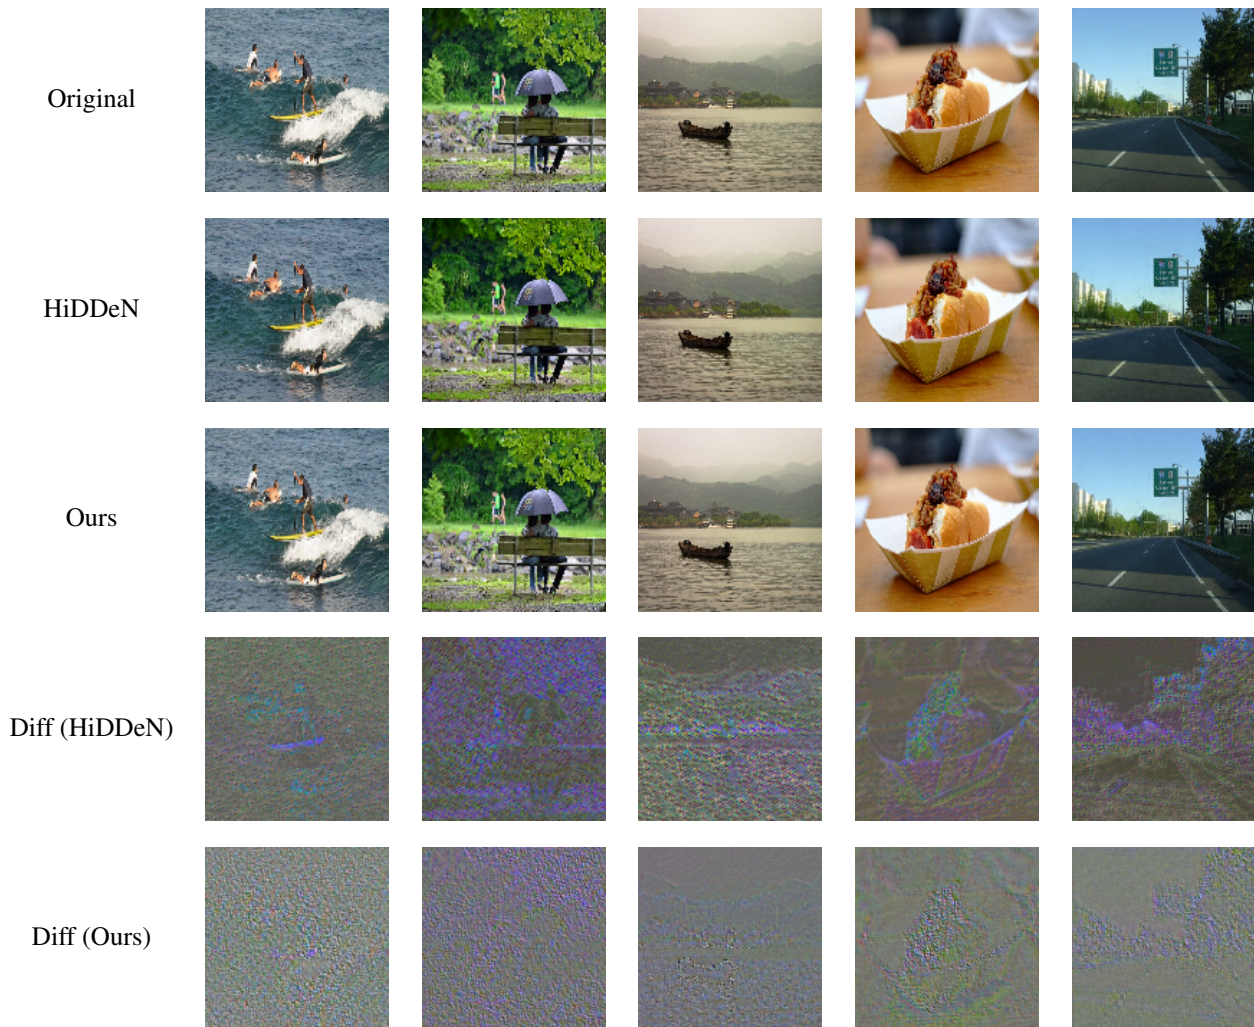 Original
HiDDeN
Ours
Diff (HiDDeN)
Diff (Ours)